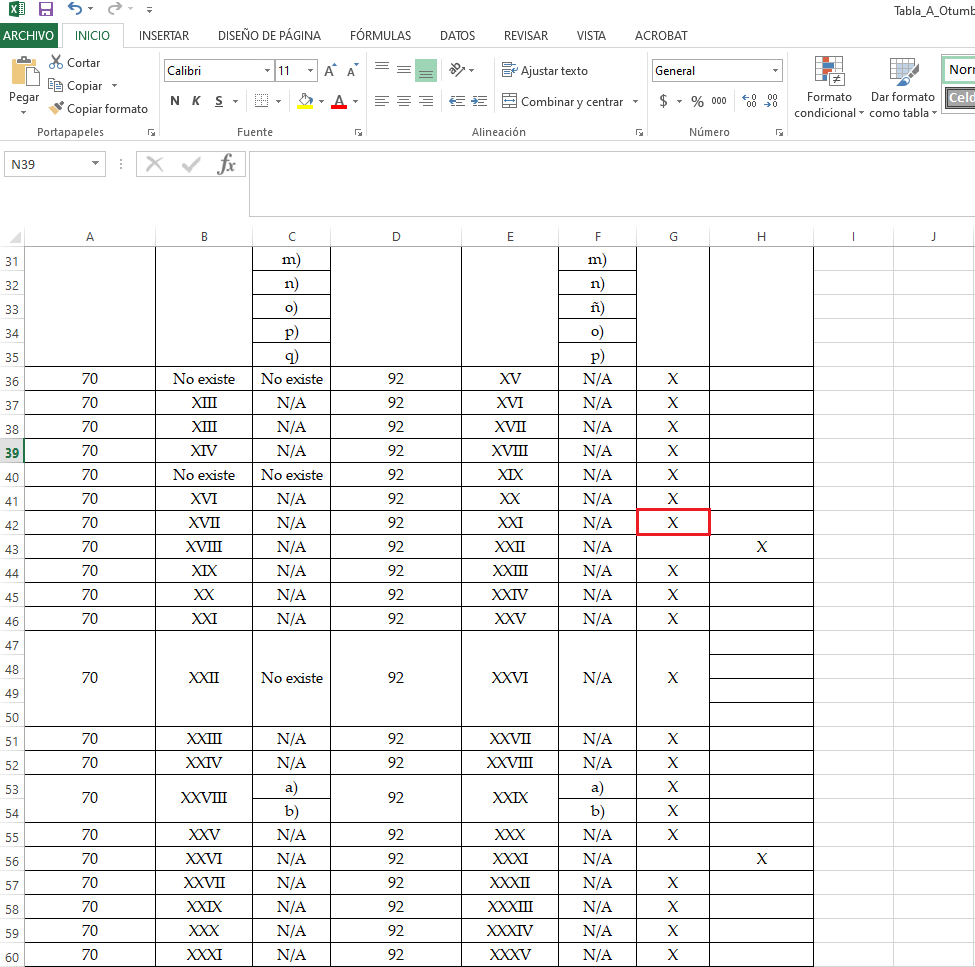 Tabla_A_Otumb
ARCHIVO INICIO INSERTAR DISEÑO DE PÁGINA FÓRMULAS DATOS REVISAR VISTA ACROBAT
Pegar
Cortar
Copiar
Copiar formato
Portapapeles
Calibri 11
N K S
Fuente
Ajustar texto
Combinar y centrar
Alineación
General
$ % 000
Número
Formato
condicional
Dar formato
como tabla
Norr
Celd
N39
fx
A B C D E F G H I J
31 m) m)
32 n) n)
33 o) ñ)
34 p) o)
35 q) p)
36 70 No existe No existe 92 XV N/A X
37 70 XIII N/A 92 XVI N/A X
38 70 XIII N/A 92 XVII N/A X
39 70 XIV N/A 92 XVIII N/A X
40 70 No existe No existe 92 XIX N/A X
41 70 XVI N/A 92 XX N/A X
42 70 XVII N/A 92 XXI N/A X
43 70 XVIII N/A 92 XXII N/A X
44 70 XIX N/A 92 XXIII N/A X
45 70 XX N/A 92 XXIV N/A X
46 70 XXI N/A 92 XXV N/A X
47
48 70 XXII No existe 92 XXVI N/A X
49
50
51 70 XXIII N/A 92 XXVII N/A X
52 70 XXIV N/A 92 XXVIII N/A X
53 70 XXVIII a) 92 XXIX a) X
54 b) b) X
55 70 XXV N/A 92 XXX N/A X
56 70 XXVI N/A 92 XXXI N/A X
57 70 XXVII N/A 92 XXXII N/A X
58 70 XXIX N/A 92 XXXIII N/A X
59 70 XXX N/A 92 XXXIV N/A X
60 70 XXXI N/A 92 XXXV N/A X